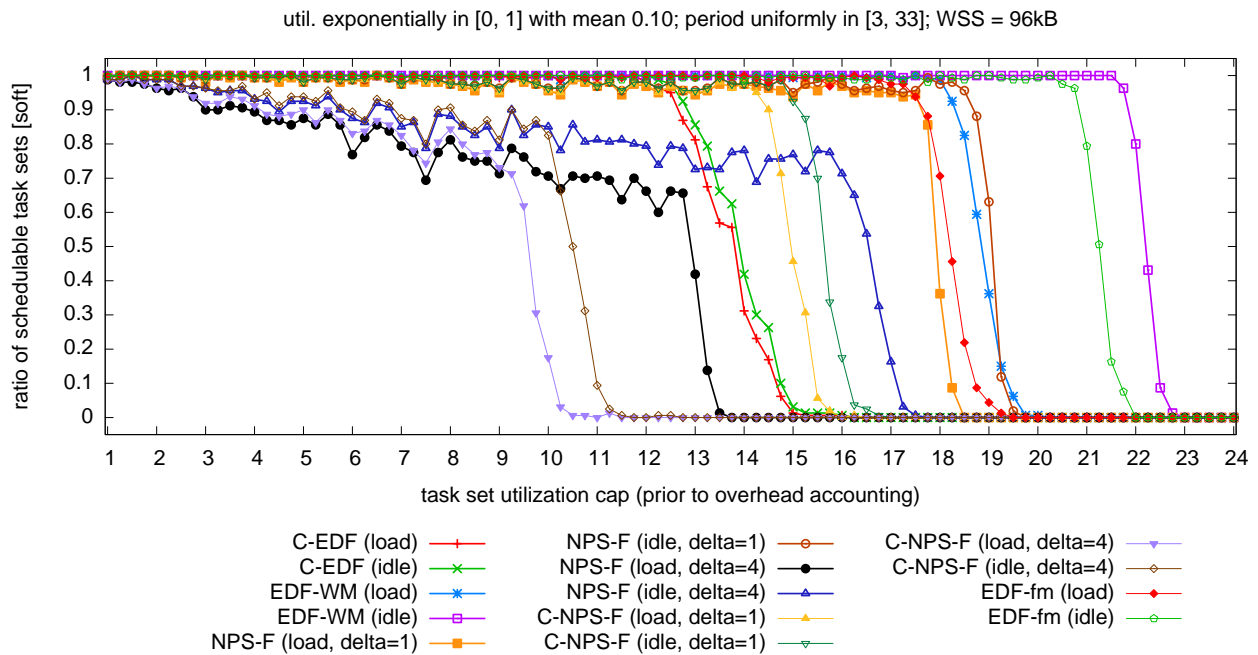 util. exponentially in [0, 1] with mean 0.10; period uniformly in [3, 33]; WSS = 96kB
ratio of schedulable task sets [soft]
1
0.9
0.8
0.7
0.6
0.5
0.4
0.3
0.2
0.1
0
1 2 3 4 5 6 7 8 9 10 11 12 13 14 15 16 17 18 19 20 21 22 23 24
task set utilization cap (prior to overhead accounting)
C-EDF (load)
C-EDF (idle)
EDF-WM (load)
EDF-WM (idle)
NPS-F (load, delta=1)
NPS-F (idle, delta=1)
NPS-F (load, delta=4)
NPS-F (idle, delta=4)
C-NPS-F (load, delta=1)
C-NPS-F (idle, delta=1)
C-NPS-F (load, delta=4)
C-NPS-F (idle, delta=4)
EDF-fm (load)
EDF-fm (idle)